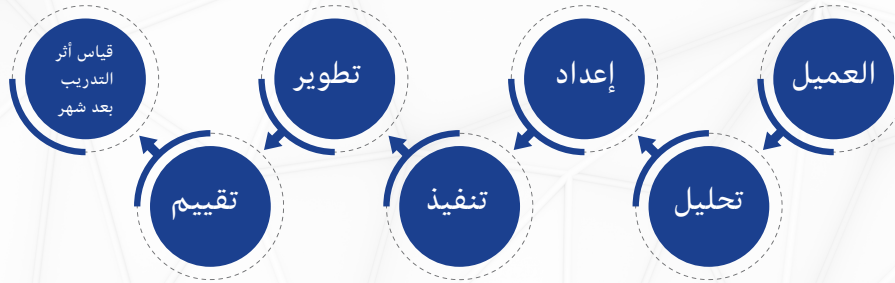 العميل
تحليل
إعداد
تنفيذ
تطوير
تقييم
قياس أثر
التدريب
بعد شهر